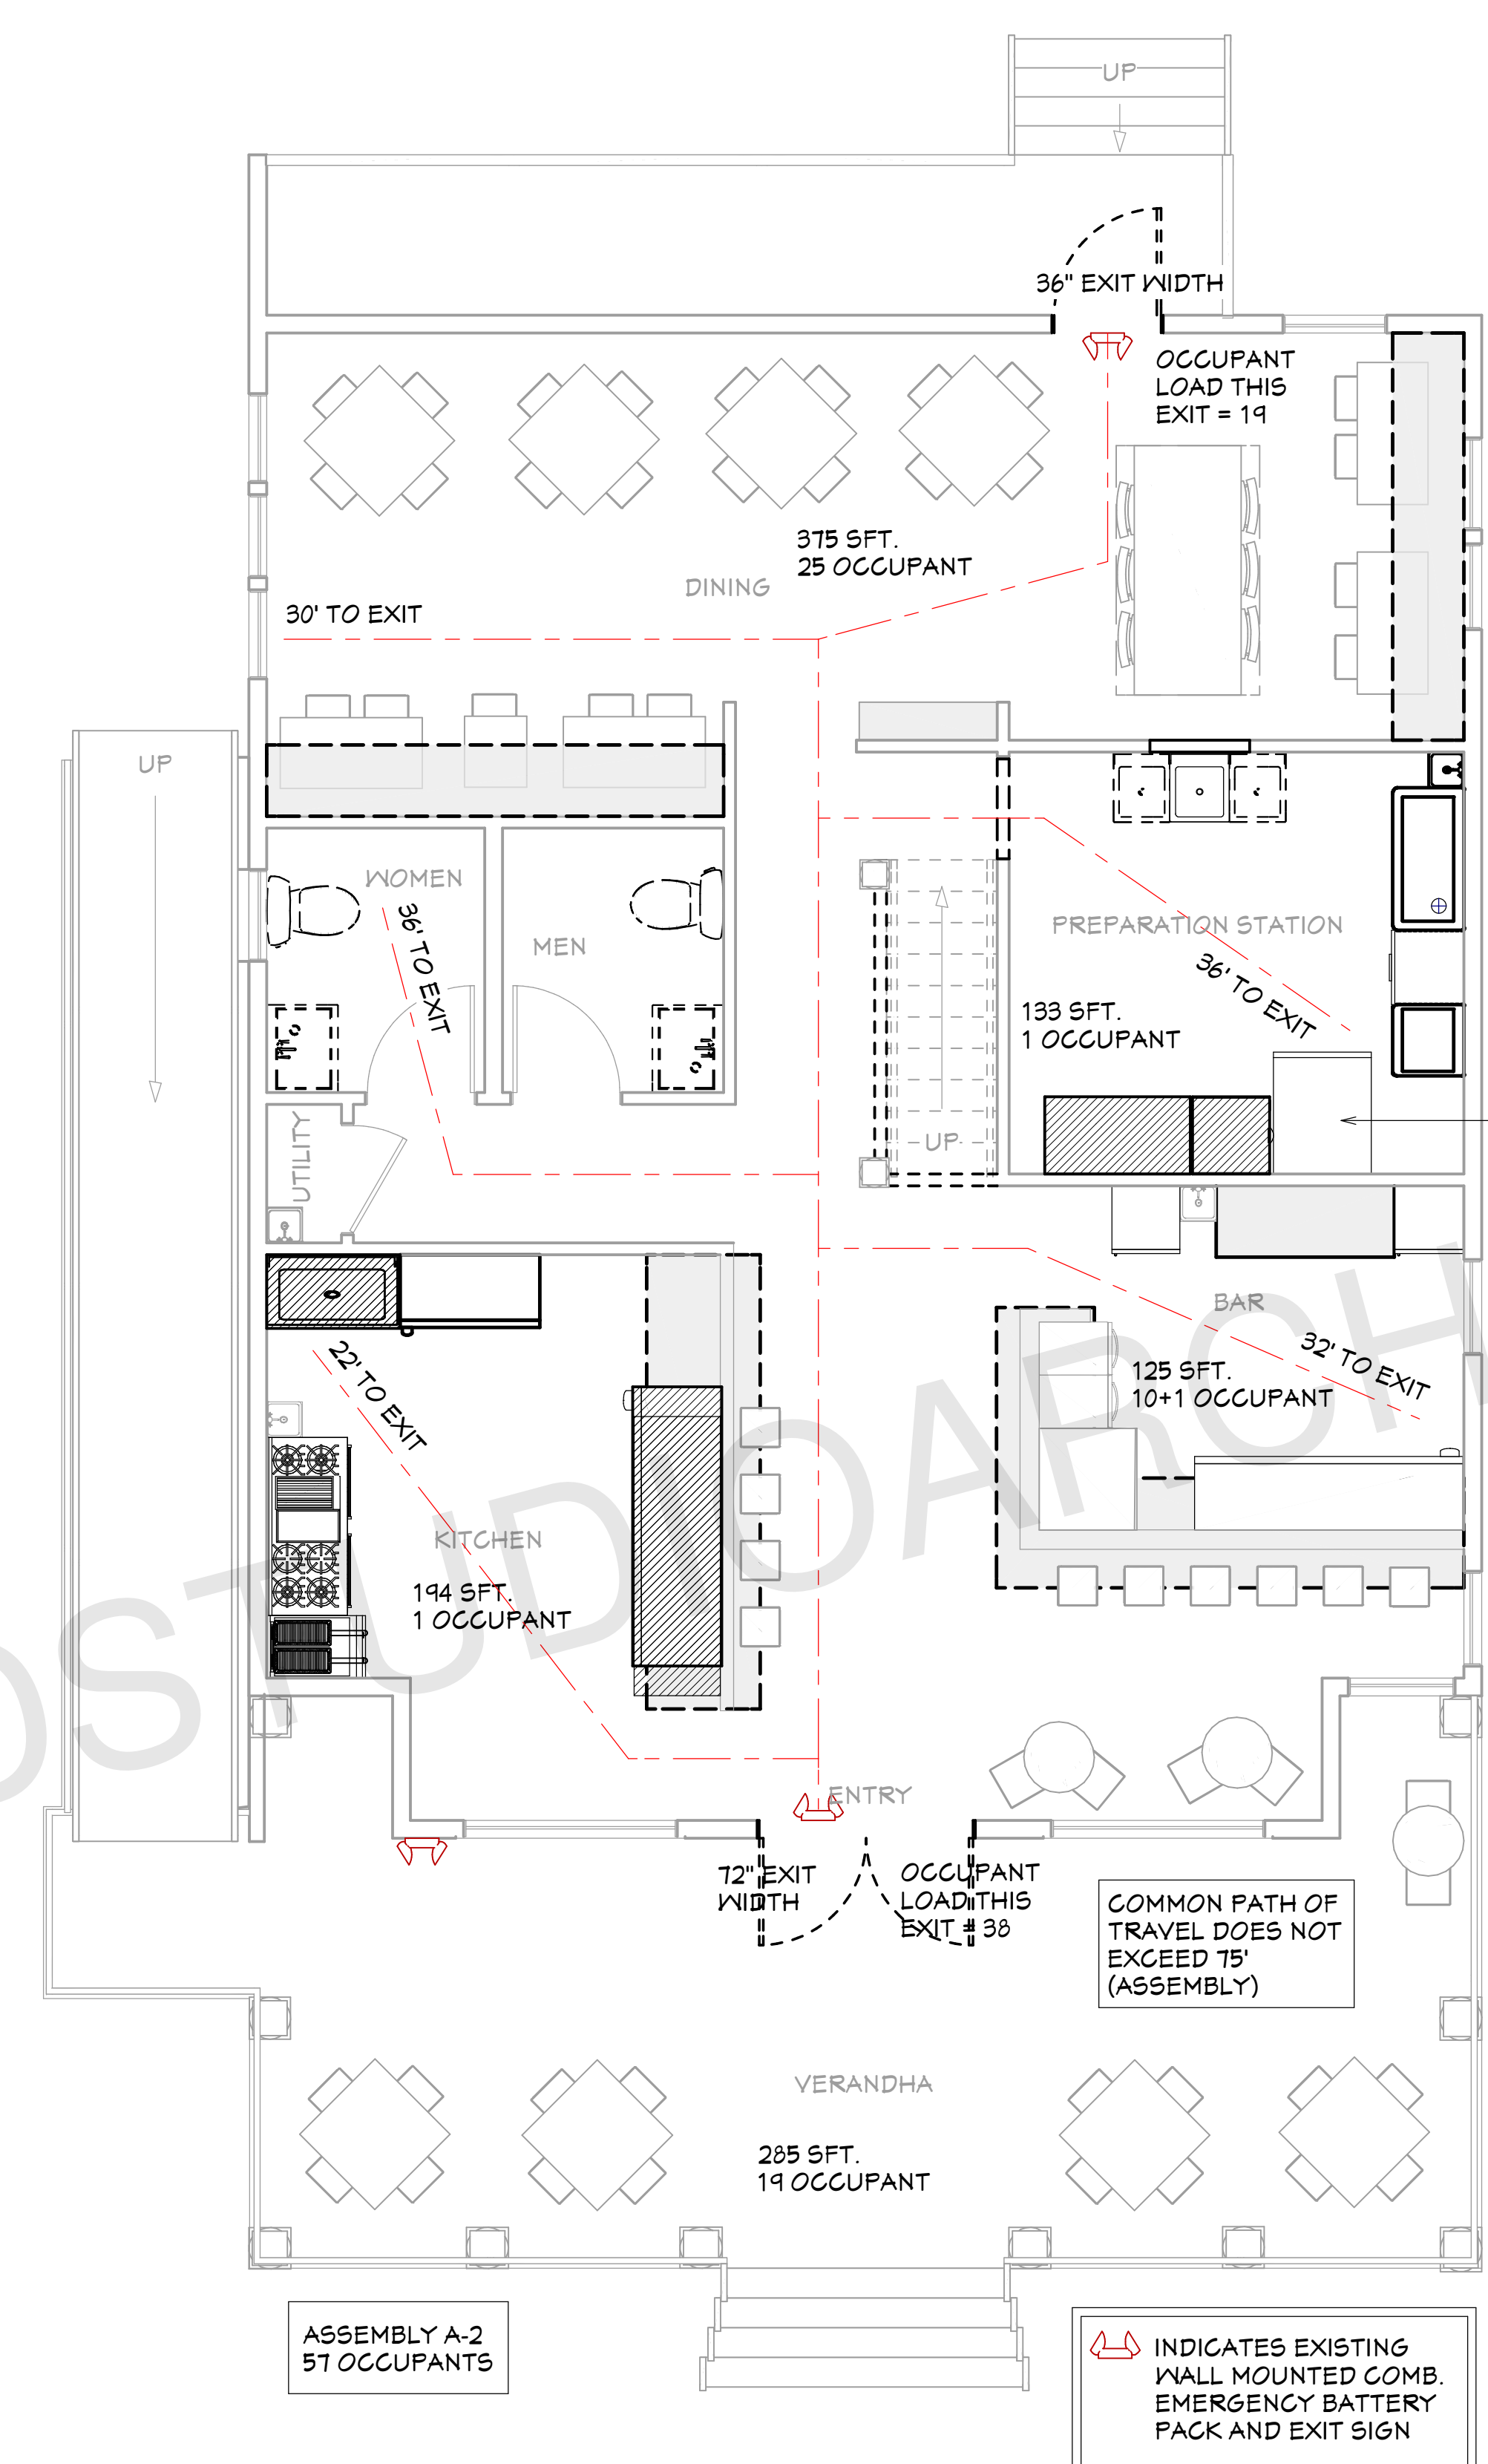 UP
36" EXIT WIDTH
OCCUPANT
LOAD THIS
EXIT = 19
375 SFT.
25 OCCUPANT
DINING
30' TO EXIT
UP
WOMEN
36' TO EXIT
MEN
PREPARATION STATION
36' TO EXIT
133 SFT.
1 OCCUPANT
UTILITY
UP
BAR
32' TO EXIT
125 SFT.
10+1 OCCUPANT
22' TO EXIT
KITCHEN
194 SFT.
1 OCCUPANT
OSTUDIOARCH
ENTRY
72" EXIT
WIDTH
OCCUPANT
LOAD THIS
EXIT = 38
COMMON PATH OF
TRAVEL DOES NOT
EXCEED 75'
(ASSEMBLY)
VERANDHA
285 SFT.
19 OCCUPANT
ASSEMBLY A-2
57 OCCUPANTS
INDICATES EXISTING
WALL MOUNTED COMB.
EMERGENCY BATTERY
PACK AND EXIT SIGN